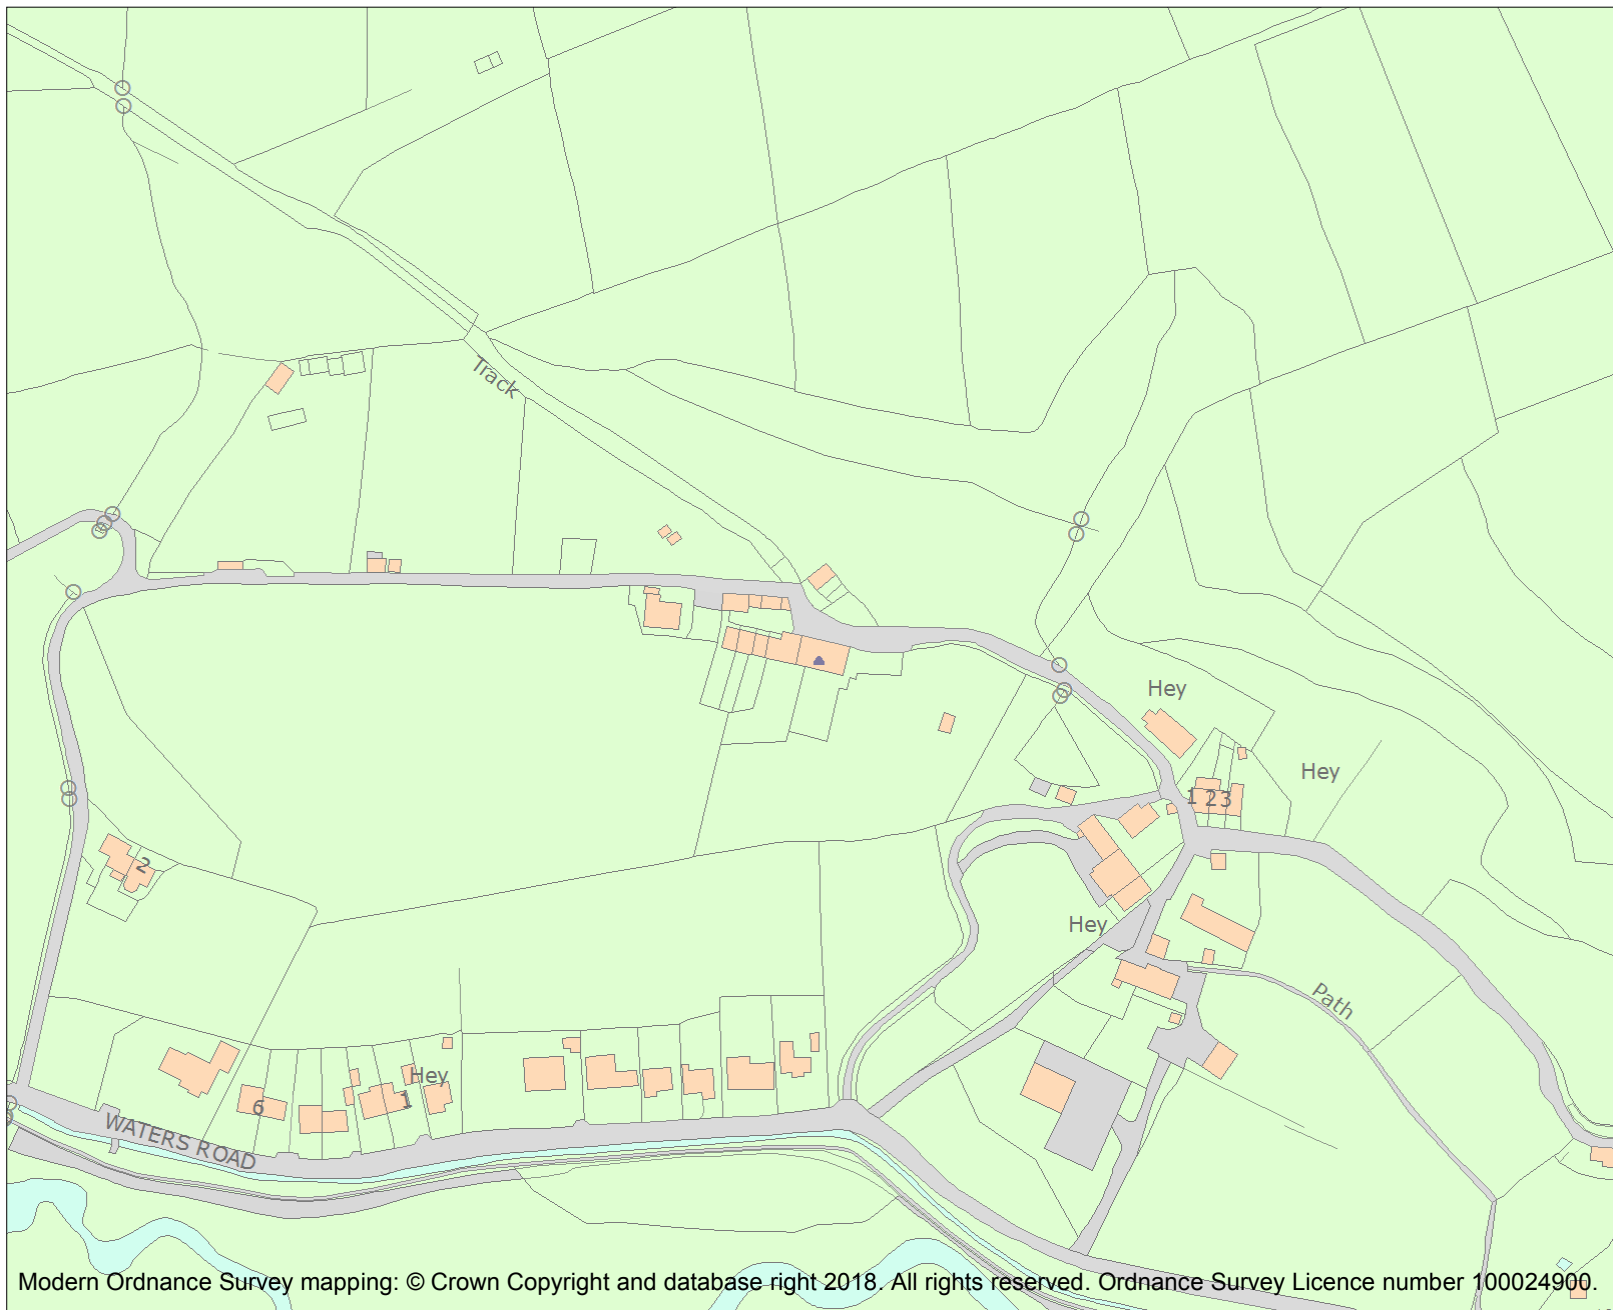 Track
Hey
Hey
1 2 3
2
Hey
Path
Hey
1
6
WATERS ROAD
Modern Ordnance Survey mapping: © Crown Copyright and database right 2018. All rights reserved. Ordnance Survey Licence number 100024900.